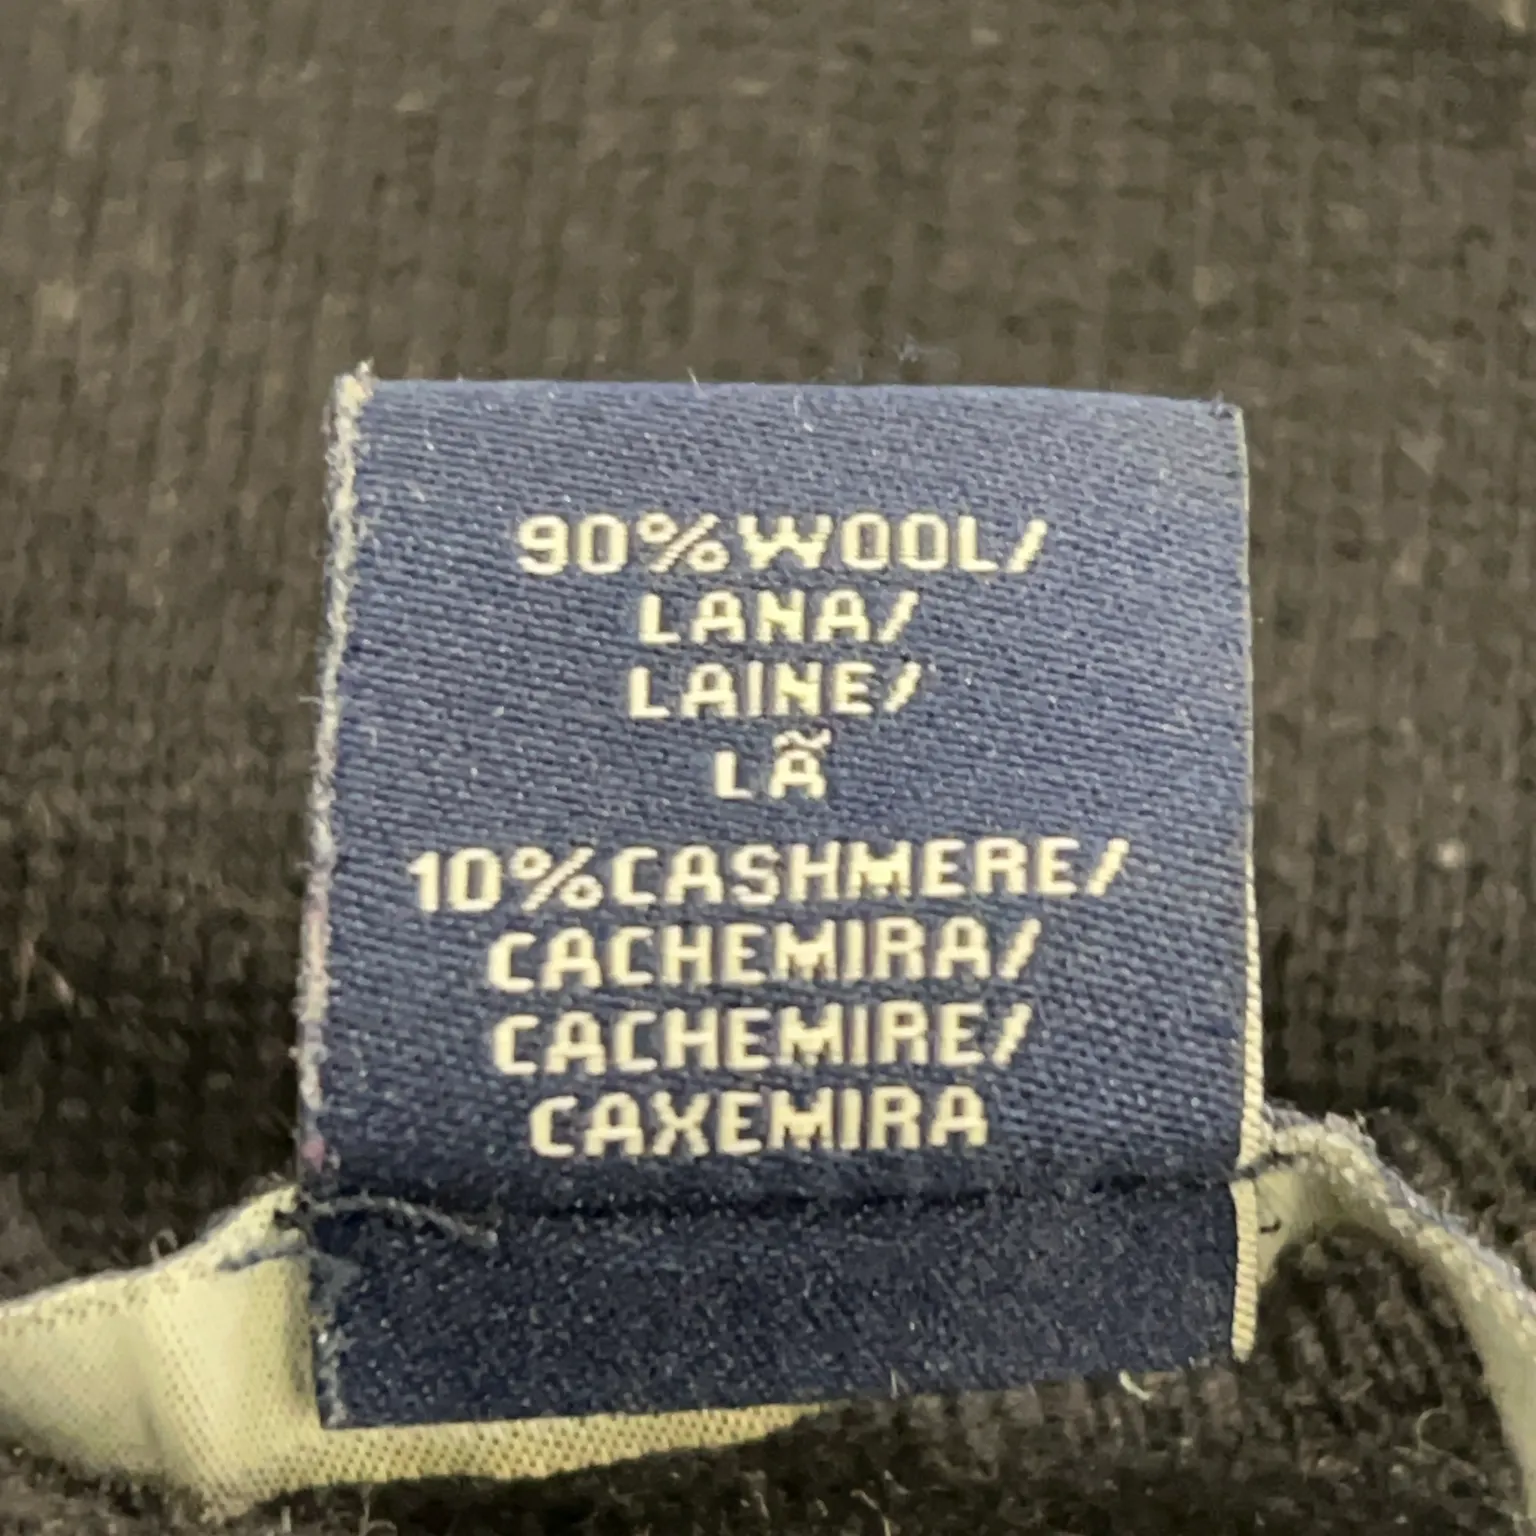 90% WOOL/
LANA/
LAINE/
LÃ
10% CASHMERE/
CACHEMIRA/
CACHEMIRE/
CAXEMIRA